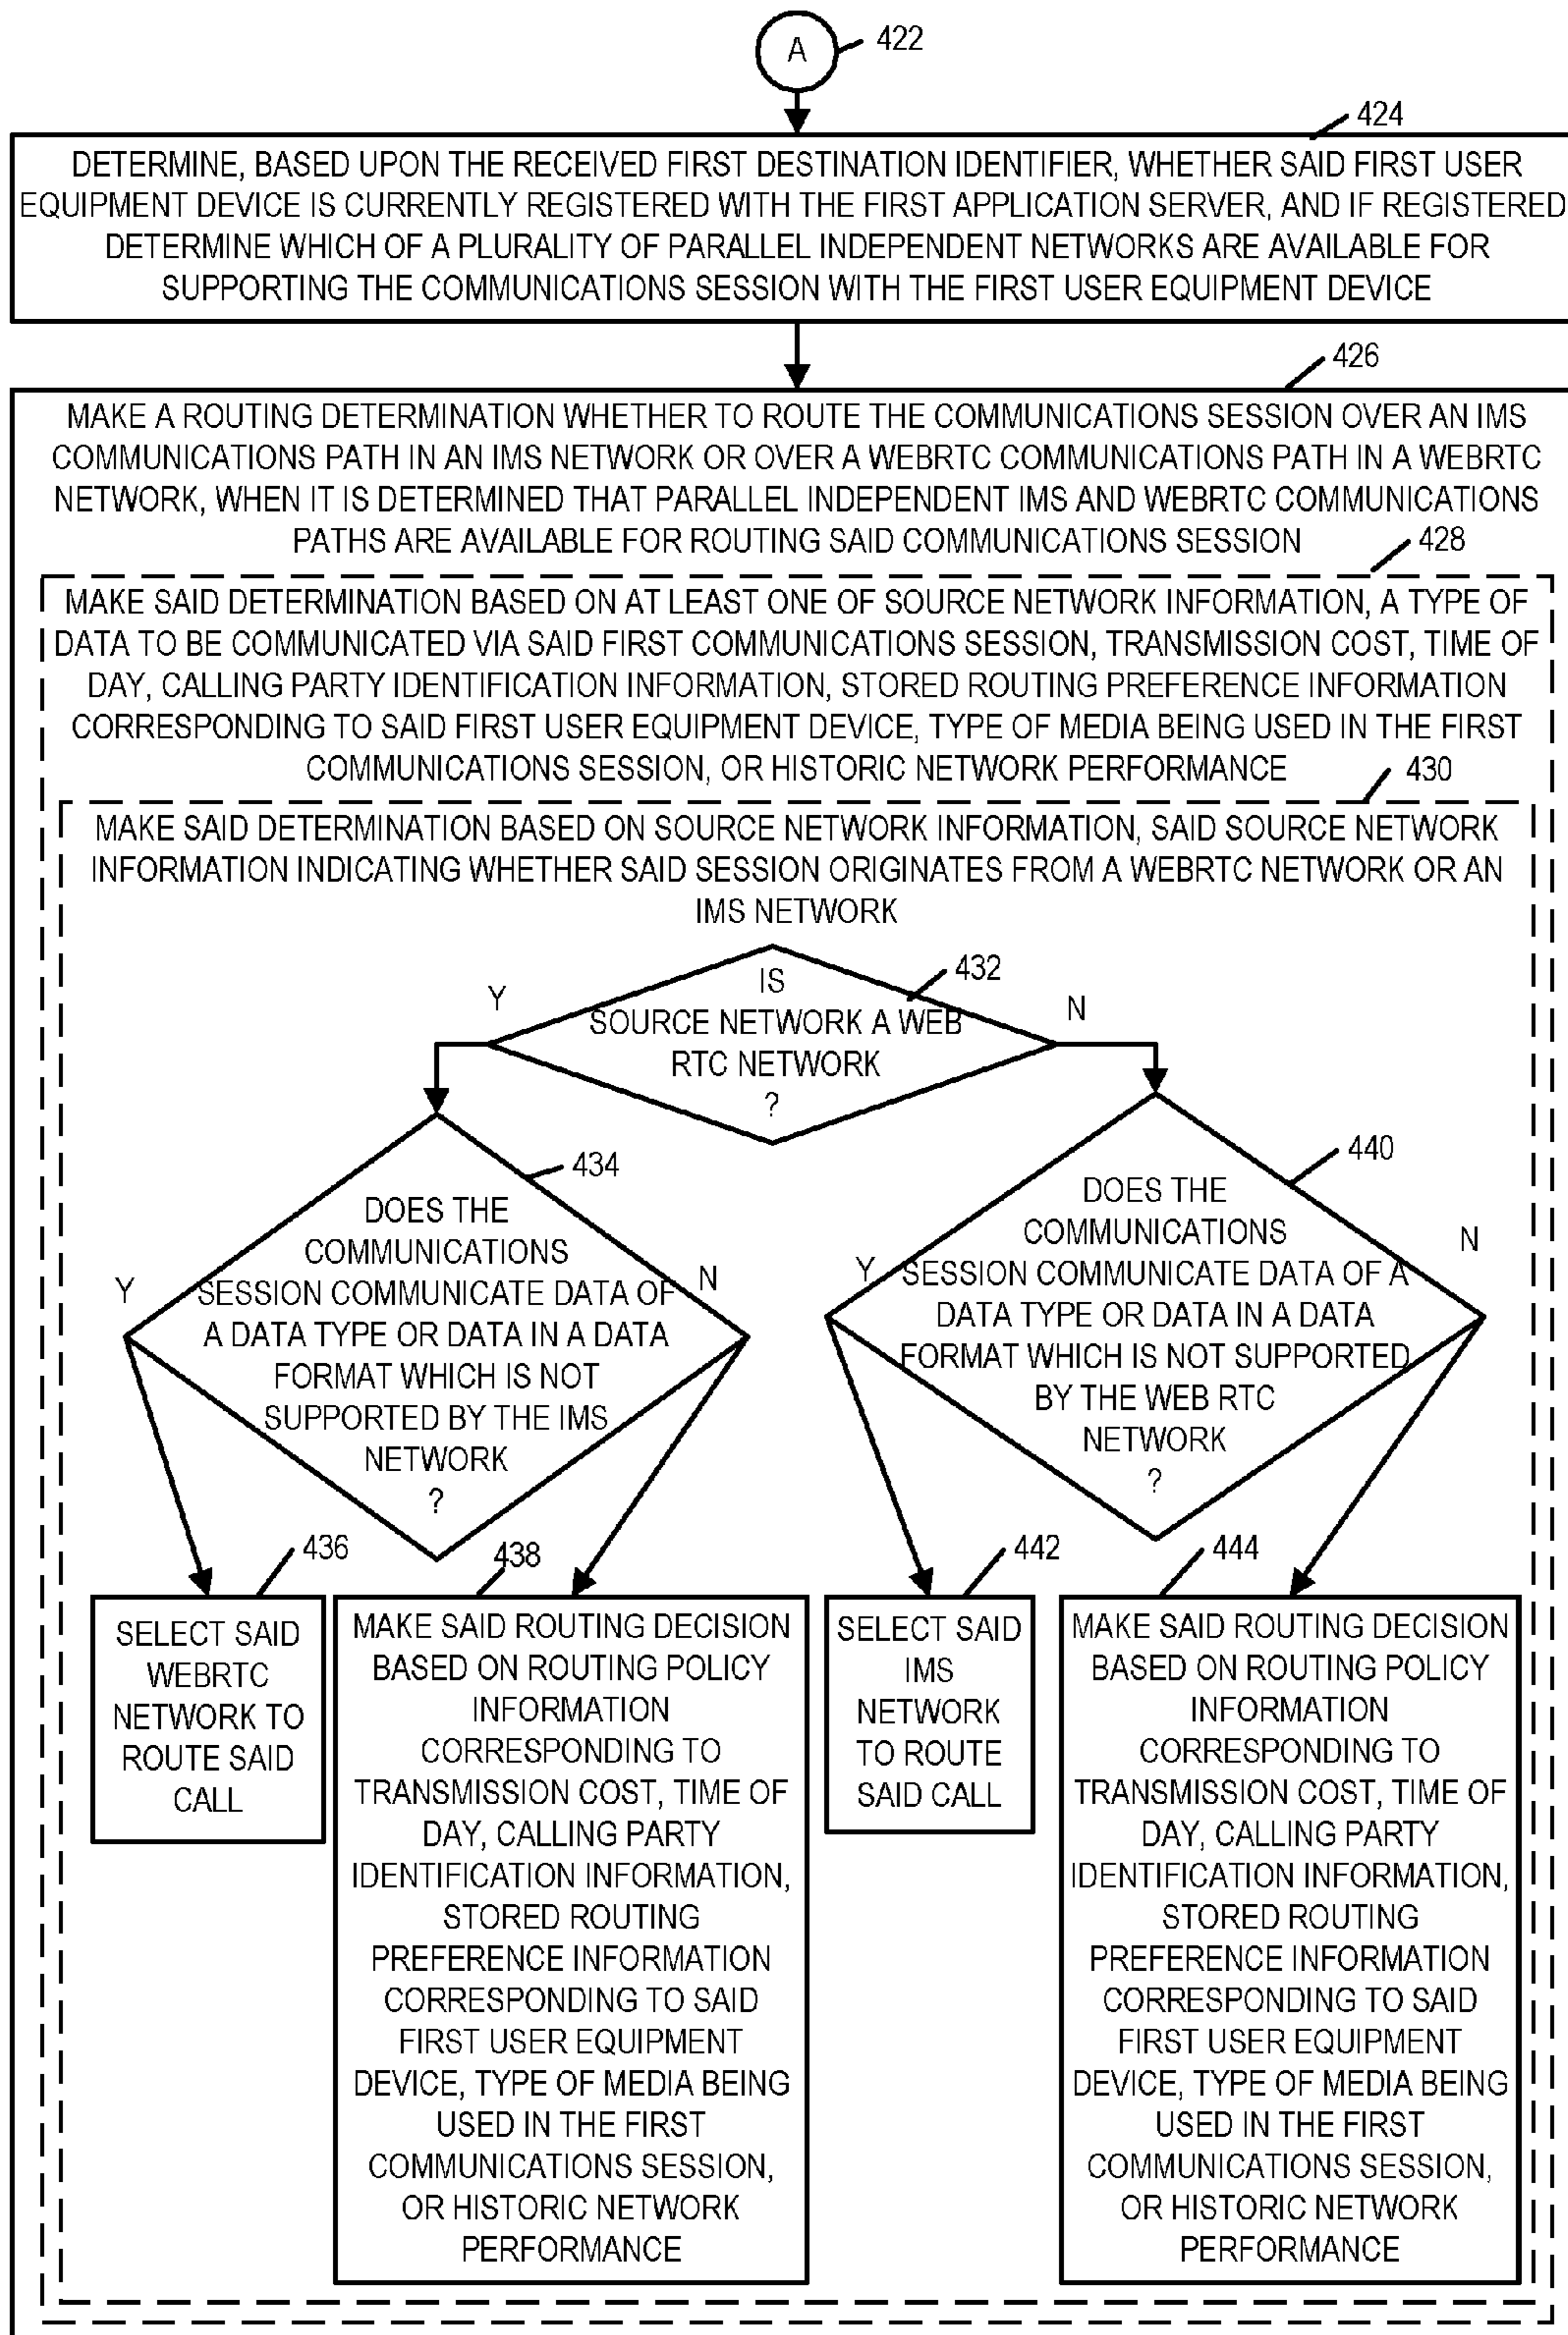 A
422
424
DETERMINE, BASED UPON THE RECEIVED FIRST DESTINATION IDENTIFIER, WHETHER SAID FIRST USER
EQUIPMENT DEVICE IS CURRENTLY REGISTERED WITH THE FIRST APPLICATION SERVER, AND IF REGISTERED
DETERMINE WHICH OF A PLURALITY OF PARALLEL INDEPENDENT NETWORKS ARE AVAILABLE FOR
SUPPORTING THE COMMUNICATIONS SESSION WITH THE FIRST USER EQUIPMENT DEVICE
426
MAKE A ROUTING DETERMINATION WHETHER TO ROUTE THE COMMUNICATIONS SESSION OVER AN IMS
COMMUNICATIONS PATH IN AN IMS NETWORK OR OVER A WEBRTC COMMUNICATIONS PATH IN A WEBRTC
NETWORK, WHEN IT IS DETERMINED THAT PARALLEL INDEPENDENT IMS AND WEBRTC COMMUNICATIONS
PATHS ARE AVAILABLE FOR ROUTING SAID COMMUNICATIONS SESSION
428
MAKE SAID DETERMINATION BASED ON AT LEAST ONE OF SOURCE NETWORK INFORMATION, A TYPE OF
DATA TO BE COMMUNICATED VIA SAID FIRST COMMUNICATIONS SESSION, TRANSMISSION COST, TIME OF
DAY, CALLING PARTY IDENTIFICATION INFORMATION, STORED ROUTING PREFERENCE INFORMATION
CORRESPONDING TO SAID FIRST USER EQUIPMENT DEVICE, TYPE OF MEDIA BEING USED IN THE FIRST
COMMUNICATIONS SESSION, OR HISTORIC NETWORK PERFORMANCE
430
MAKE SAID DETERMINATION BASED ON SOURCE NETWORK INFORMATION, SAID SOURCE NETWORK
INFORMATION INDICATING WHETHER SAID SESSION ORIGINATES FROM A WEBRTC NETWORK OR AN
IMS NETWORK
432
Y
IS
SOURCE NETWORK A WEB
RTC NETWORK
?
N
434
Y
DOES THE
COMMUNICATIONS
SESSION COMMUNICATE DATA OF
A DATA TYPE OR DATA IN A DATA
FORMAT WHICH IS NOT
SUPPORTED BY THE IMS
NETWORK
?
N
440
Y
DOES THE
COMMUNICATIONS
SESSION COMMUNICATE DATA OF A
DATA TYPE OR DATA IN A DATA
FORMAT WHICH IS NOT SUPPORTED
BY THE WEB RTC
NETWORK
?
N
436
SELECT SAID
WEBRTC
NETWORK TO
ROUTE SAID
CALL
438
MAKE SAID ROUTING DECISION
BASED ON ROUTING POLICY
INFORMATION
CORRESPONDING TO
TRANSMISSION COST, TIME OF
DAY, CALLING PARTY
IDENTIFICATION INFORMATION,
STORED ROUTING
PREFERENCE INFORMATION
CORRESPONDING TO SAID
FIRST USER EQUIPMENT
DEVICE, TYPE OF MEDIA BEING
USED IN THE FIRST
COMMUNICATIONS SESSION,
OR HISTORIC NETWORK
PERFORMANCE
442
SELECT SAID
IMS
NETWORK
TO ROUTE
SAID CALL
444
MAKE SAID ROUTING DECISION
BASED ON ROUTING POLICY
INFORMATION
CORRESPONDING TO
TRANSMISSION COST, TIME OF
DAY, CALLING PARTY
IDENTIFICATION INFORMATION,
STORED ROUTING
PREFERENCE INFORMATION
CORRESPONDING TO SAID
FIRST USER EQUIPMENT
DEVICE, TYPE OF MEDIA BEING
USED IN THE FIRST
COMMUNICATIONS SESSION,
OR HISTORIC NETWORK
PERFORMANCE